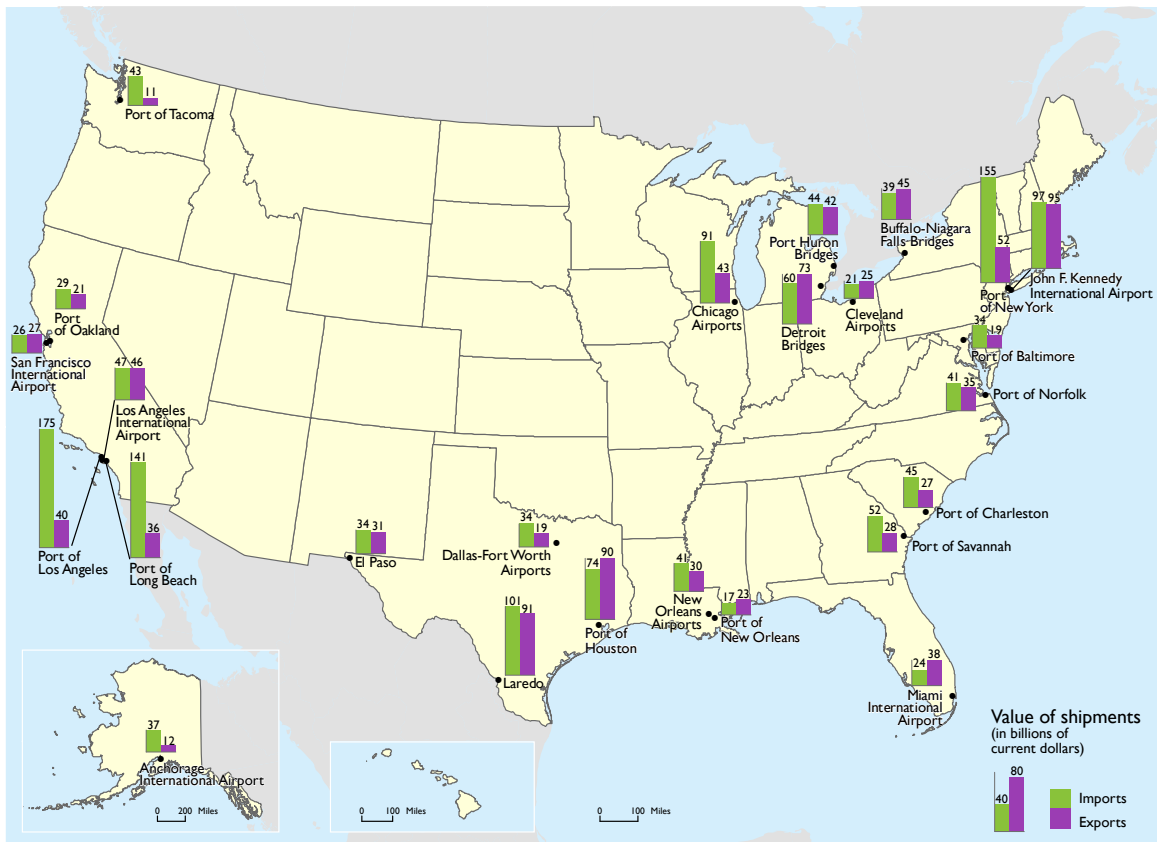 43
11
Port of Tacoma
29
21
Port
of Oakland
26 27
San Francisco
International
Airport
47 46
Los Angeles
International
Airport
175
40
Port of
Los Angeles
141
36
Port of
Long Beach
34 31
El Paso
34
19
Dallas-Fort Worth
Airports
101
91
Laredo
74
90
Port of
Houston
41
30
New
Orleans
Airports
17
23
Port of
New Orleans
91
43
Chicago
Airports
44 42
Port Huron
Bridges
60
73
Detroit
Bridges
21
25
Cleveland
Airports
39 45
Buffalo-Niagara
Falls Bridges
155
52
Port
of New York
97 95
John F. Kennedy
International Airport
34
19
Port of Baltimore
41
35
Port of Norfolk
45
27
Port of Charleston
52
28
Port of Savannah
24
38
Miami
International
Airport
37
12
Anchorage
International Airport
0 200 Miles
0 100 Miles
0 100 Miles
Value of shipments
(in billions of
current dollars)
80
40
Imports
Exports